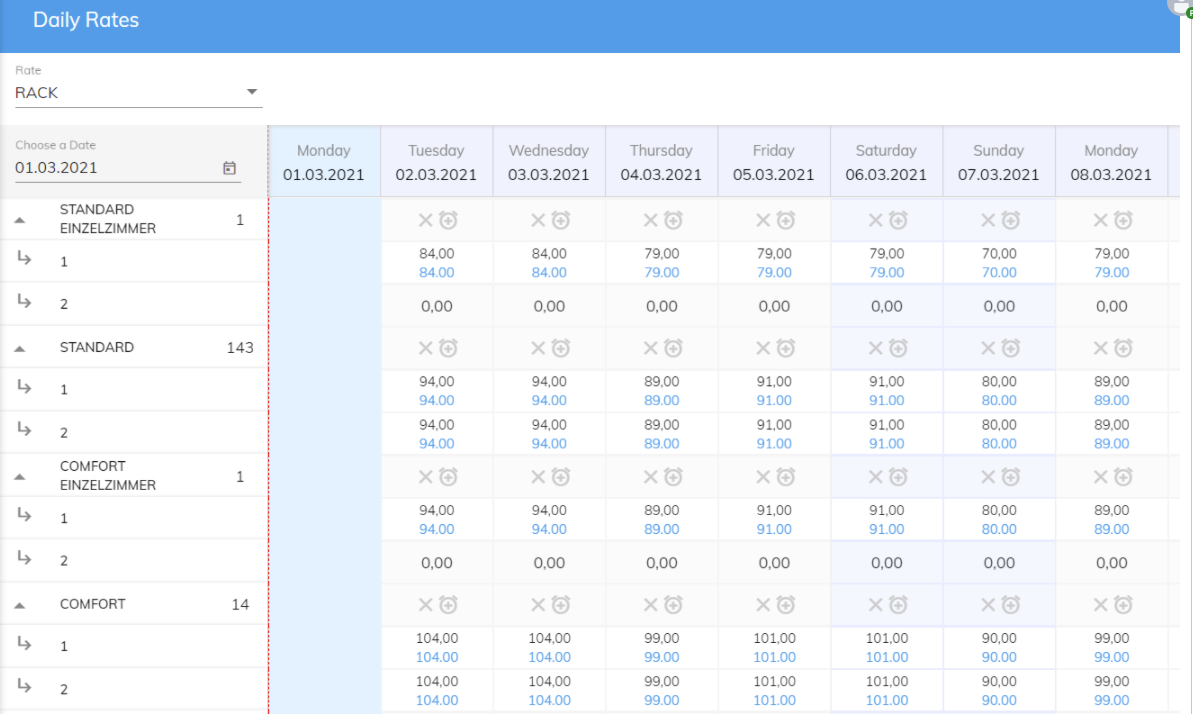 Daily Rates
Rate
RACK
Choose a Date
01.03.2021
Monday Tuesday Wednesday Thursday Friday Saturday Sunday Monday
01.03.2021 02.03.2021 03.03.2021 04.03.2021 05.03.2021 06.03.2021 07.03.2021 08.03.2021
STANDARD
EINZELZIMMER 1
1 84,00 84,00 79,00 79,00 79,00 70,00 79,00
84.00 84.00 79.00 79.00 79.00 70.00 79.00
2 0,00 0,00 0,00 0,00 0,00 0,00 0,00
STANDARD 143
1 94,00 94,00 89,00 91,00 91,00 80,00 89,00
94.00 94.00 89.00 91.00 91.00 80.00 89.00
2 94,00 94,00 89,00 91,00 91,00 80,00 89,00
94.00 94.00 89.00 91.00 91.00 80.00 89.00
COMFORT
EINZELZIMMER 1
1 94,00 94,00 89,00 91,00 91,00 80,00 89,00
94.00 94.00 89.00 91.00 91.00 80.00 89.00
2 0,00 0,00 0,00 0,00 0,00 0,00 0,00
COMFORT 14
1 104,00 104,00 99,00 101,00 101,00 90,00 99,00
104.00 104.00 99.00 101.00 101.00 90.00 99.00
2 104,00 104,00 99,00 101,00 101,00 90,00 99,00
104.00 104.00 99.00 101.00 101.00 90.00 99.00